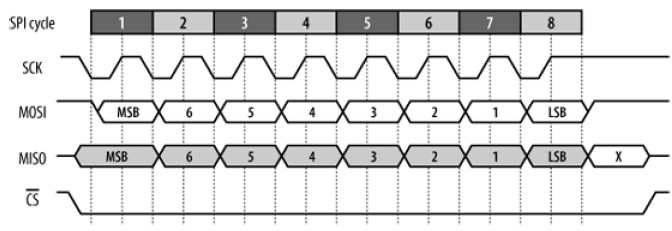 SPI cycle 1 2 3 4 5 6 7 8
SCK
MOSI MSB 6 5 4 3 2 1 LSB
MISO MSB 6 5 4 3 2 1 LSB X
C̅S̅